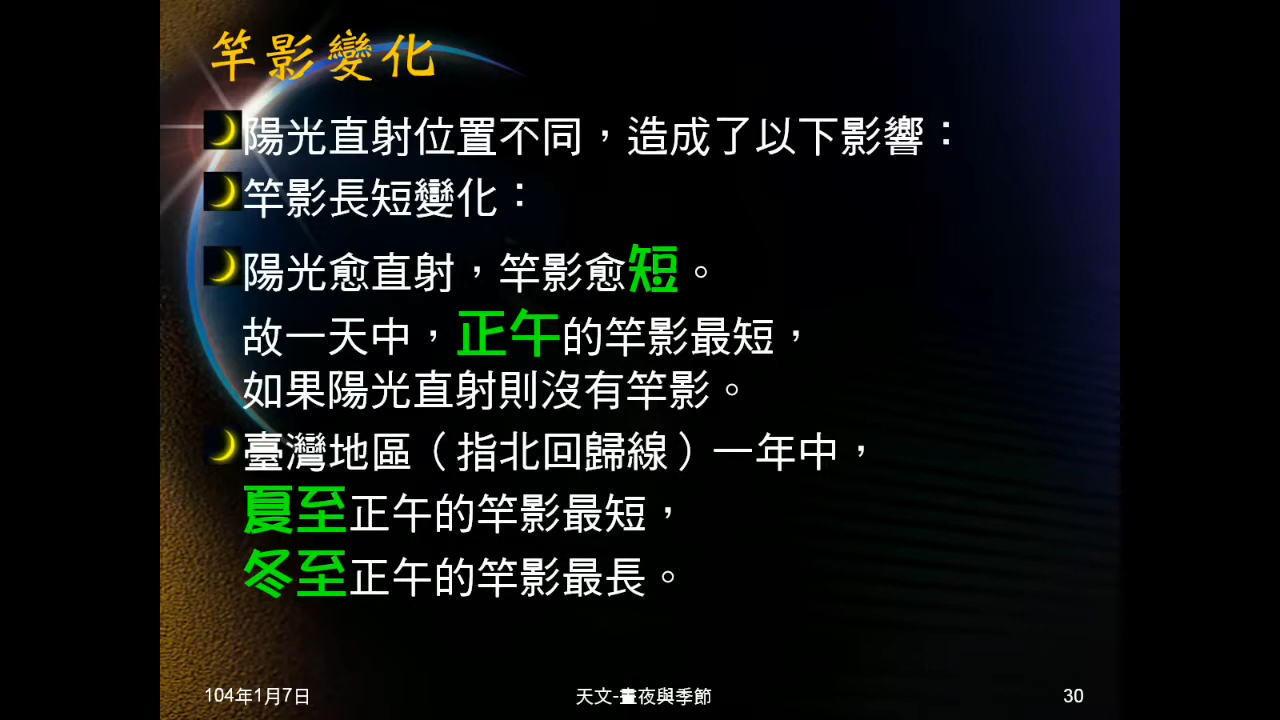 竿影變化
陽光直射位置不同，造成了以下影響：
竿影長短變化：
陽光愈直射，竿影愈短。
故一天中，正午的竿影最短，
如果陽光直射則沒有竿影。
臺灣地區（指北回歸線）一年中，
夏至正午的竿影最短，
冬至正午的竿影最長。
104年1月7日
天文-晝夜與季節
30